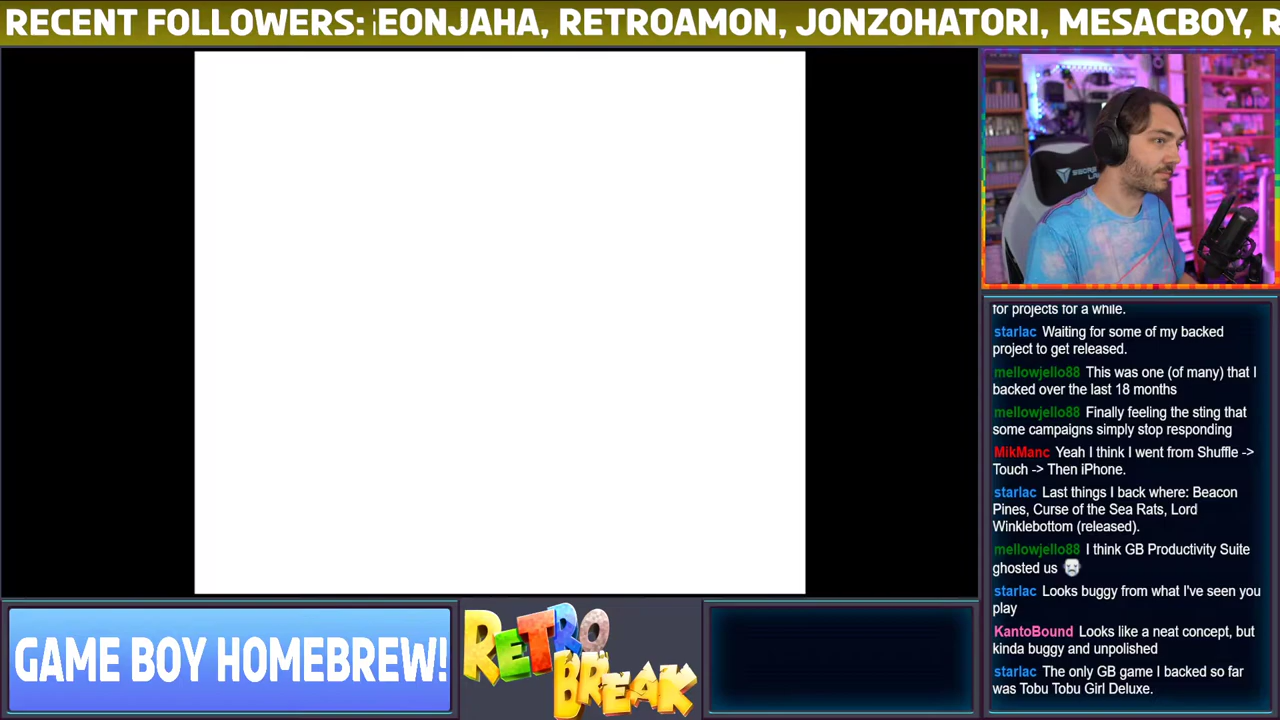 RECENT FOLLOWERS: EONJAHA, RETROAMON, JONZOHATORI, MESACBOY, R
for projects for a while.
starlac Waiting for some of my backed
project to get released.
mellowjello88 This was one (of many) that I
backed over the last 18 months
mellowjello88 Finally feeling the sting that
some campaigns simply stop responding
MikManc Yeah I think I went from Shuffle ->
Touch -> Then iPhone.
starlac Last things I back where: Beacon
Pines, Curse of the Sea Rats, Lord
Winklebottom (released).
mellowjello88 I think GB Productivity Suite
ghosted us
starlac Looks buggy from what I've seen you
play
KantoBound Looks like a neat concept, but
kinda buggy and unpolished
starlac The only GB game I backed so far
was Tobu Tobu Girl Deluxe.
GAME BOY HOMEBREW!
RETRO
BREAK